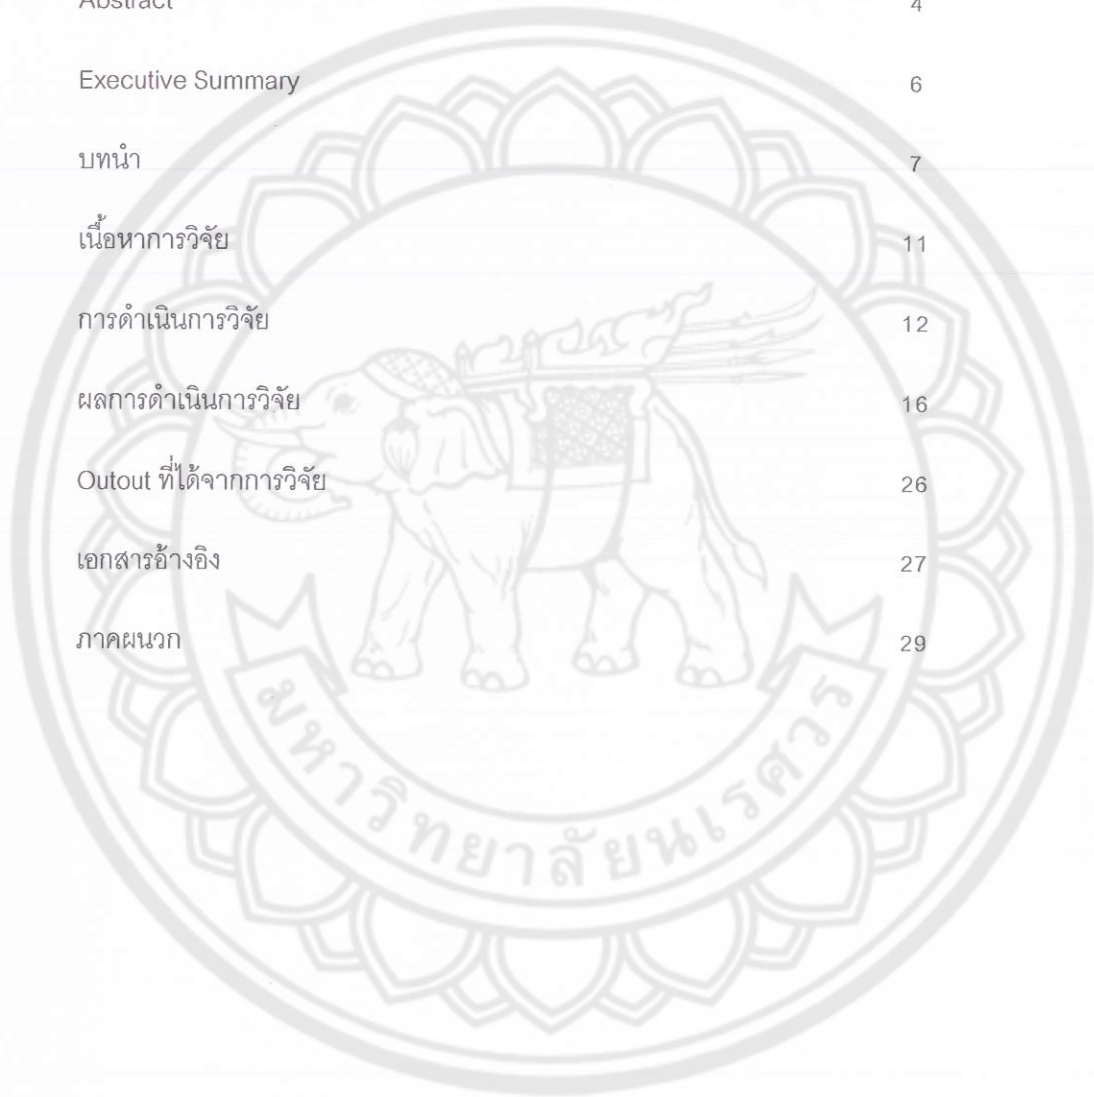 Abstract 4
Executive Summary 6
บทนำ 7
เนื้อหาการวิจัย 11
การดำเนินการวิจัย 12
ผลการดำเนินการวิจัย 16
Outout ที่ได้จากการวิจัย 26
เอกสารอ้างอิง 27
ภาคผนวก 29
มหาวิทยาลัยนเรศวร